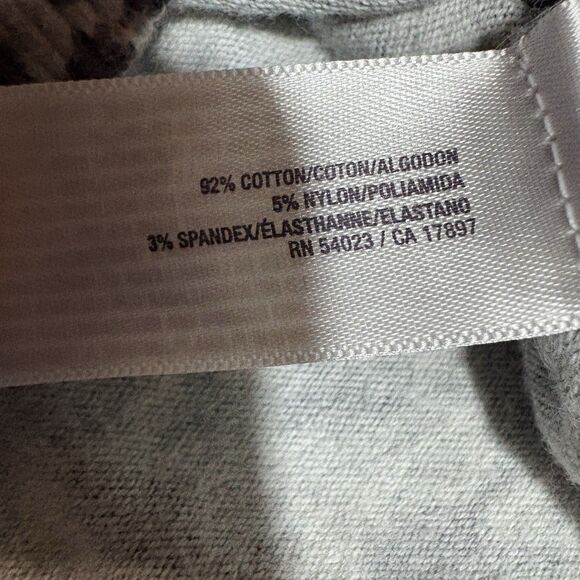 92% COTTON/COTON/ALGODON
5% NYLON/POLIAMIDA
3% SPANDEX/ÉLASTHANNE/ELASTANO
RN 54023 / CA 17897